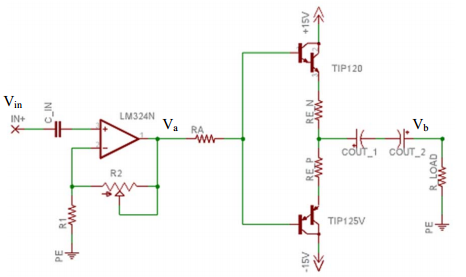 +15V
TIP120
Vin
IN+
C_IN
LM324N
+
-
1
Va
RA
RE_N
Vb
COUT_1
COUT_2
R2
R1
RE_P
R_LOAD
PE
PE
TIP125V
-15V